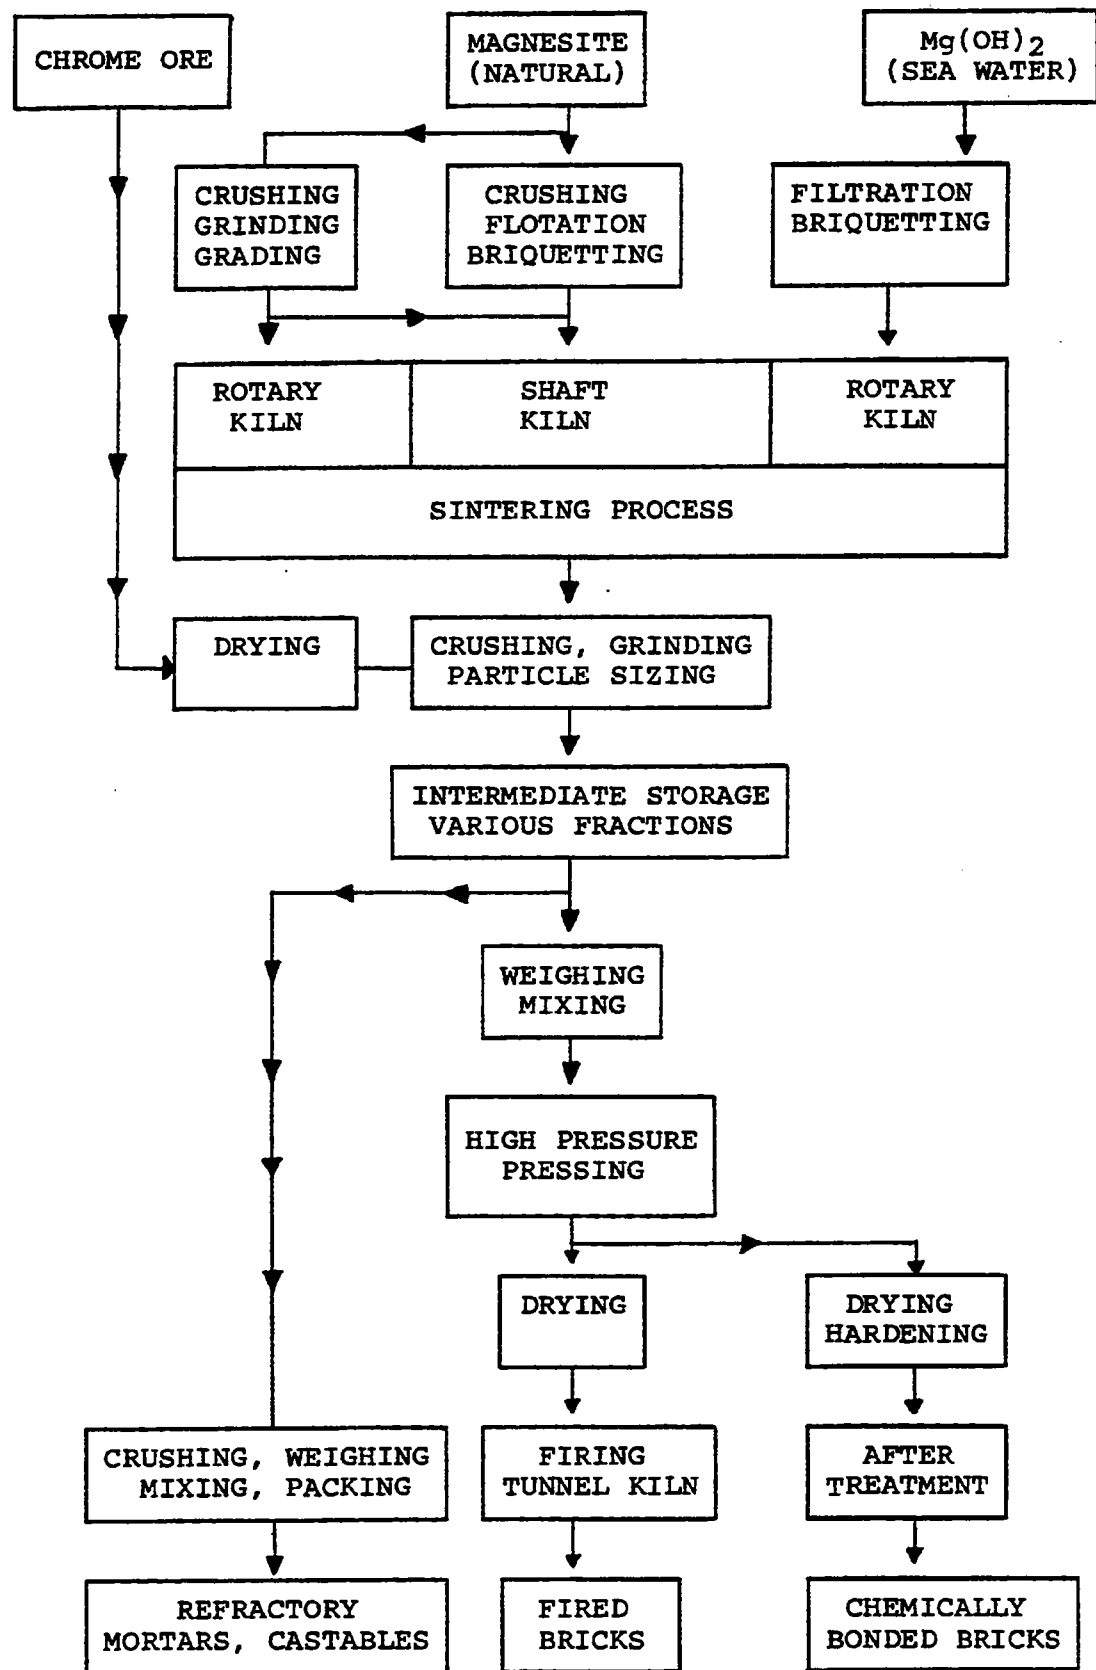 CHROME ORE
MAGNESITE
(NATURAL)
Mg(OH)2
(SEA WATER)
CRUSHING
GRINDING
GRADING
CRUSHING
FLOTATION
BRIQUETTING
FILTRATION
BRIQUETTING
ROTARY
KILN
SHAFT
KILN
ROTARY
KILN
SINTERING PROCESS
DRYING
CRUSHING, GRINDING
PARTICLE SIZING
INTERMEDIATE STORAGE
VARIOUS FRACTIONS
WEIGHING
MIXING
HIGH PRESSURE
PRESSING
DRYING
DRYING
HARDENING
CRUSHING, WEIGHING
MIXING, PACKING
FIRING
TUNNEL KILN
AFTER
TREATMENT
REFRACTORY
MORTARS, CASTABLES
FIRED
BRICKS
CHEMICALLY
BONDED BRICKS